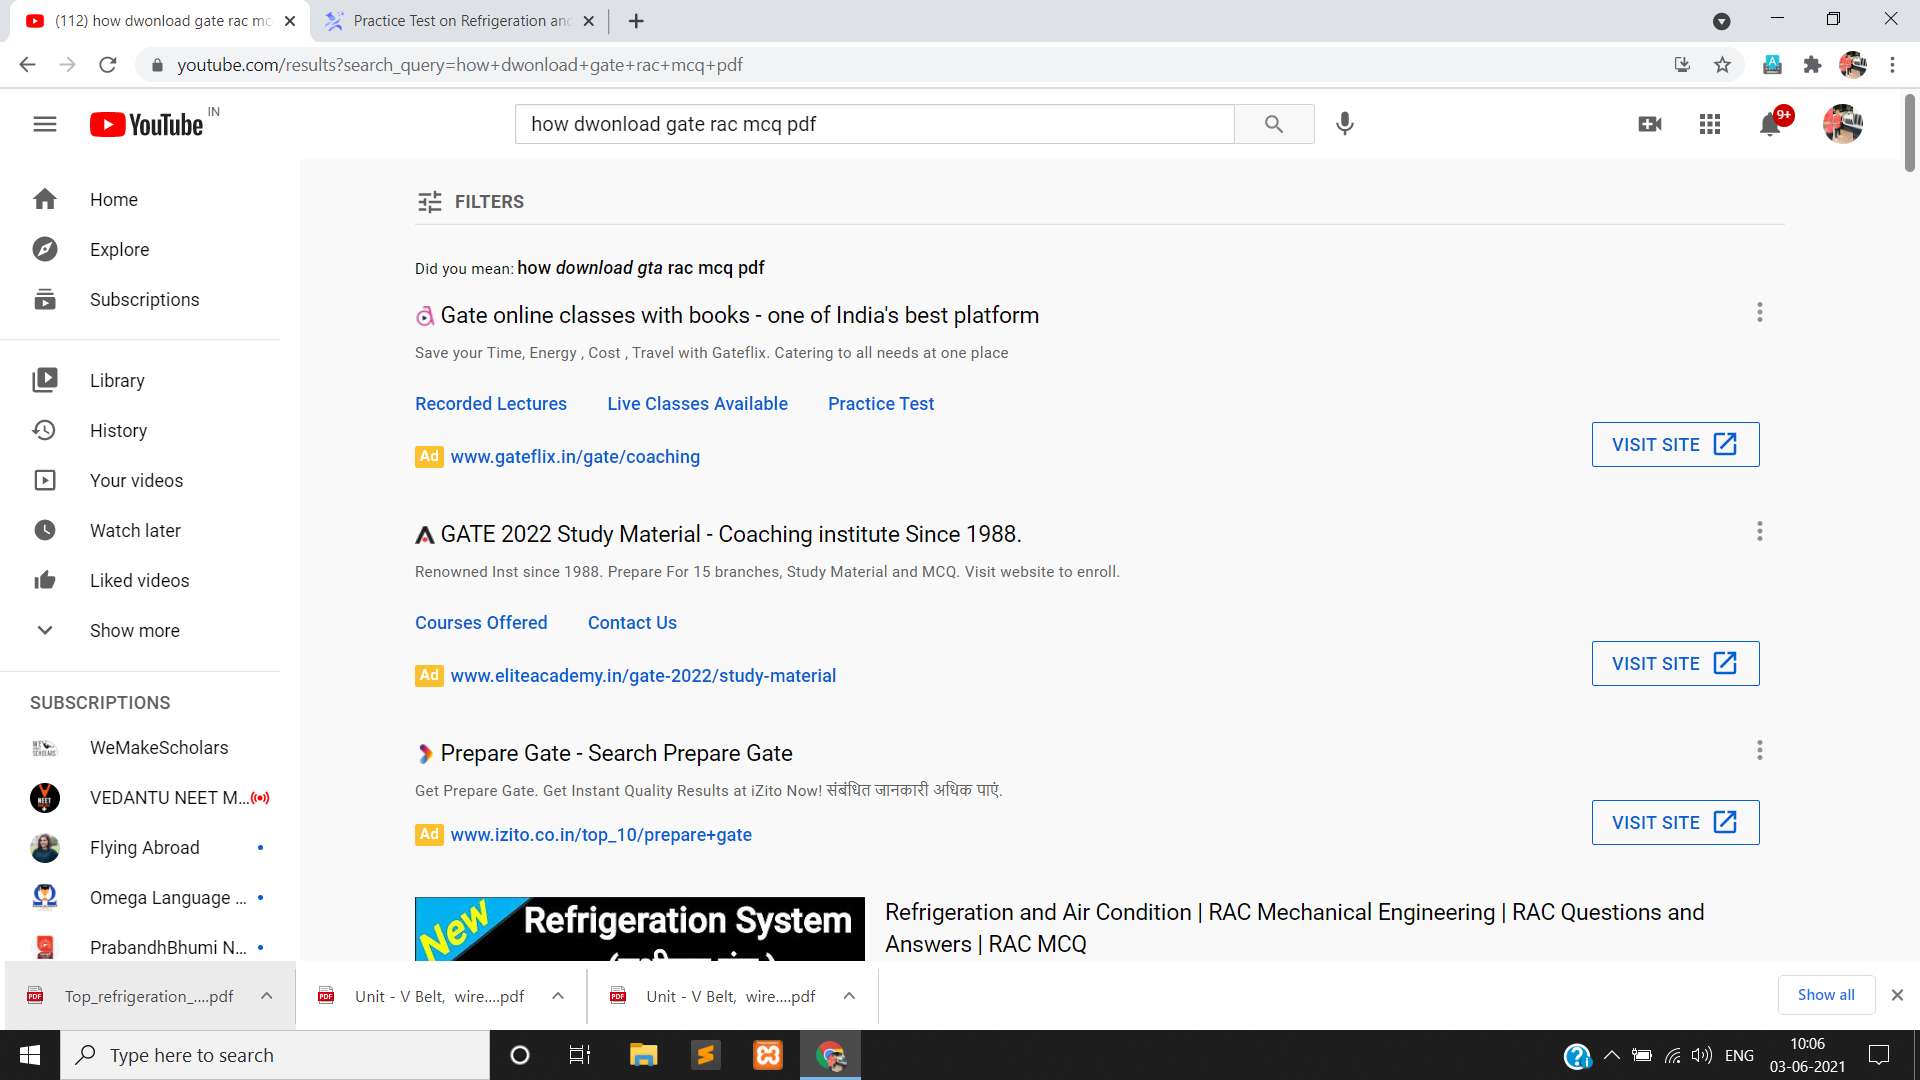 (112) how dwonload gate rac mc
Practice Test on Refrigeration and
youtube.com/results?search_query=how+dwonload+gate+rac+mcq+pdf
YouTube IN
how dwonload gate rac mcq pdf
9+
Home
Explore
Subscriptions
Library
History
Your videos
Watch later
Liked videos
Show more
SUBSCRIPTIONS
WeMakeScholars
VEDANTU NEET M...
Flying Abroad
Omega Language ...
PrabandhBhumi N...
FILTERS
Did you mean: how download gta rac mcq pdf
Gate online classes with books - one of India's best platform
Save your Time, Energy , Cost , Travel with Gateflix. Catering to all needs at one place
Recorded Lectures Live Classes Available Practice Test
Ad www.gateflix.in/gate/coaching
VISIT SITE
GATE 2022 Study Material - Coaching institute Since 1988.
Renowned Inst since 1988. Prepare For 15 branches, Study Material and MCQ. Visit website to enroll.
Courses Offered Contact Us
Ad www.eliteacademy.in/gate-2022/study-material
VISIT SITE
Prepare Gate - Search Prepare Gate
Get Prepare Gate. Get Instant Quality Results at iZito Now! संबंधित जानकारी अधिक पाएं.
Ad www.izito.co.in/top_10/prepare+gate
VISIT SITE
New Refrigeration System
Refrigeration and Air Condition | RAC Mechanical Engineering | RAC Questions and
Answers | RAC MCQ
Top_refrigeration_....pdf
Unit - V Belt, wire....pdf
Unit - V Belt, wire....pdf
Show all
Type here to search
ENG
10:06
03-06-2021